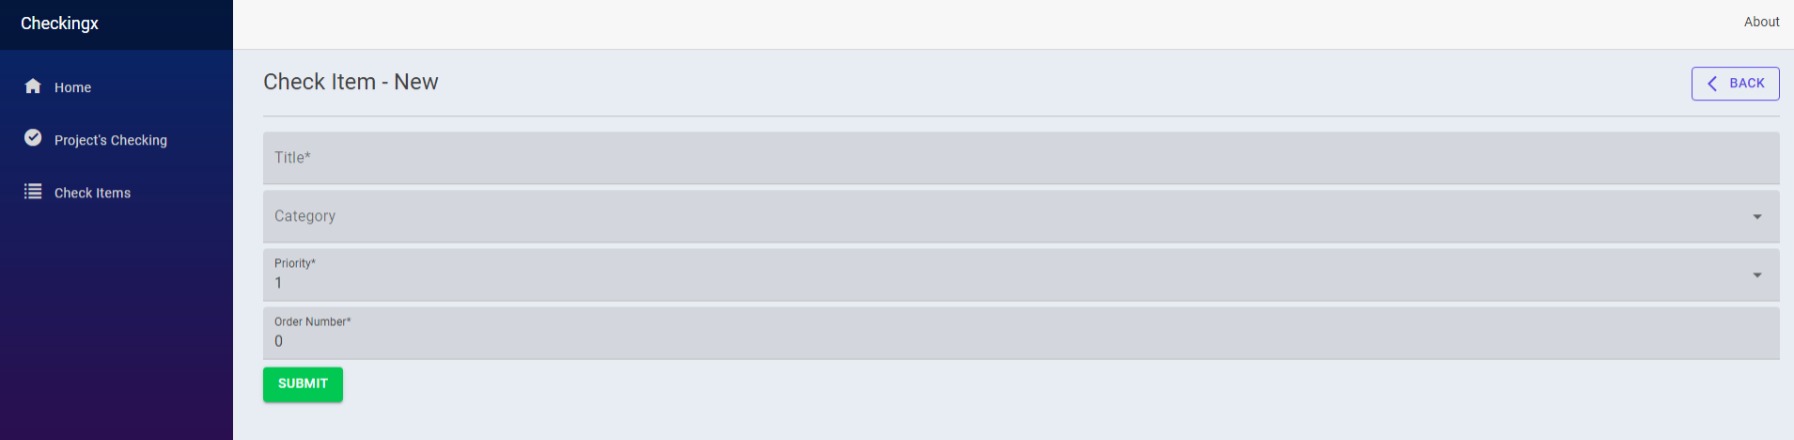 Checkingx
About
Home
Project's Checking
Check Items
Check Item - New
BACK
Title*
Category
Priority*
1
Order Number*
0
SUBMIT